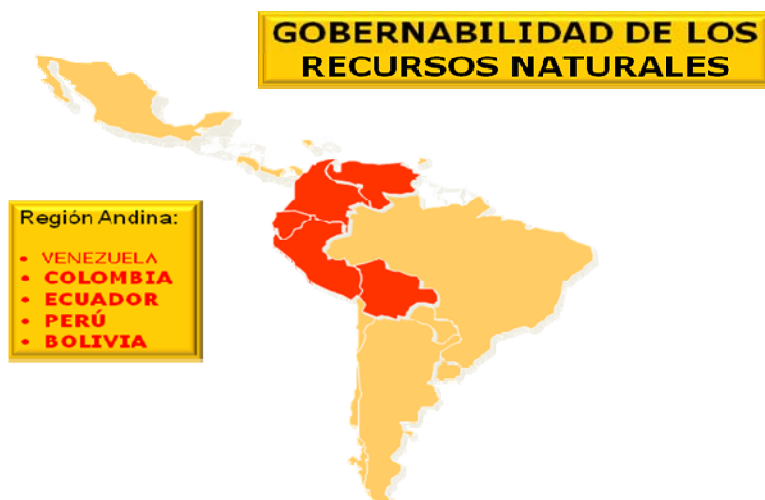 GOBERNABILIDAD DE LOS
RECURSOS NATURALES
Región Andina:
• VENEZUELA
• COLOMBIA
• ECUADOR
• PERÚ
• BOLIVIA